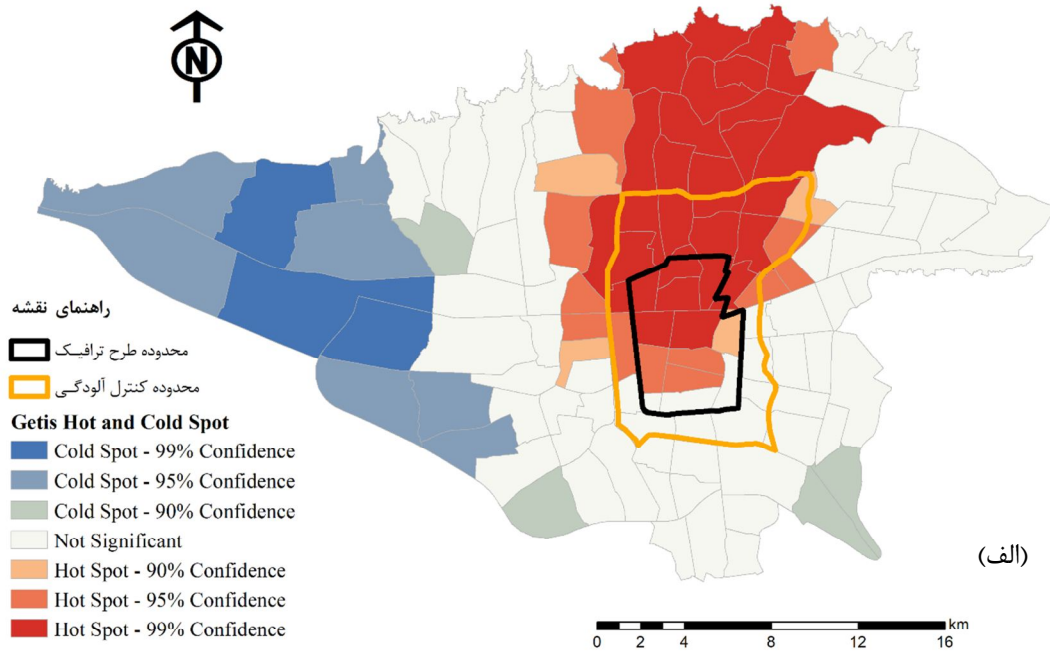 N
راهنمای نقشه
محدوده طرح ترافیک
محدوده کنترل آلودگی
Getis Hot and Cold Spot
Cold Spot - 99% Confidence
Cold Spot - 95% Confidence
Cold Spot - 90% Confidence
Not Significant
Hot Spot - 90% Confidence
Hot Spot - 95% Confidence
Hot Spot - 99% Confidence
(الف)
km
0 2 4 8 12 16